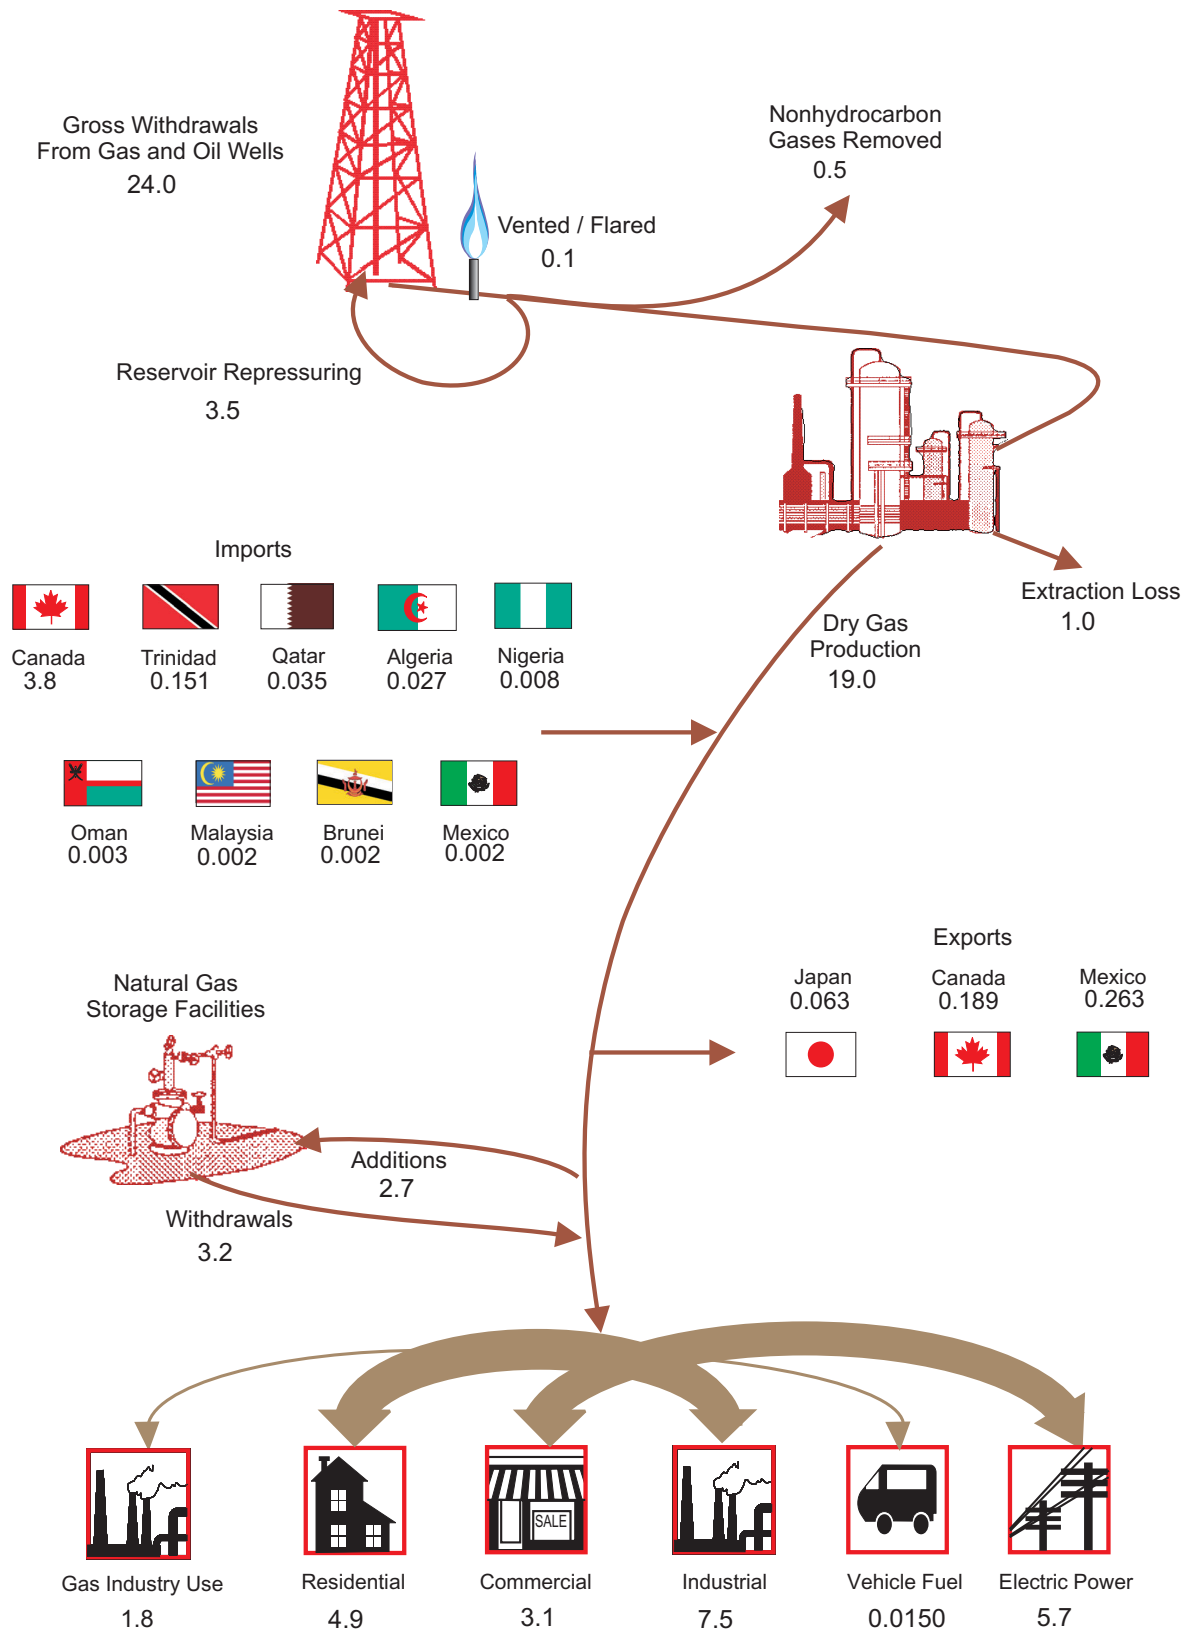 Gross Withdrawals
From Gas and Oil Wells
24.0
Nonhydrocarbon
Gases Removed
0.5
Vented / Flared
0.1
Reservoir Repressuring
3.5
Extraction Loss
1.0
Dry Gas
Production
19.0
Imports
Canada
3.8
Trinidad
0.151
Qatar
0.035
Algeria
0.027
Nigeria
0.008
Oman
0.003
Malaysia
0.002
Brunei
0.002
Mexico
0.002
Exports
Japan
0.063
Canada
0.189
Mexico
0.263
Natural Gas
Storage Facilities
Additions
2.7
Withdrawals
3.2
SALE
Gas Industry Use
1.8
Residential
4.9
Commercial
3.1
Industrial
7.5
Vehicle Fuel
0.0150
Electric Power
5.7